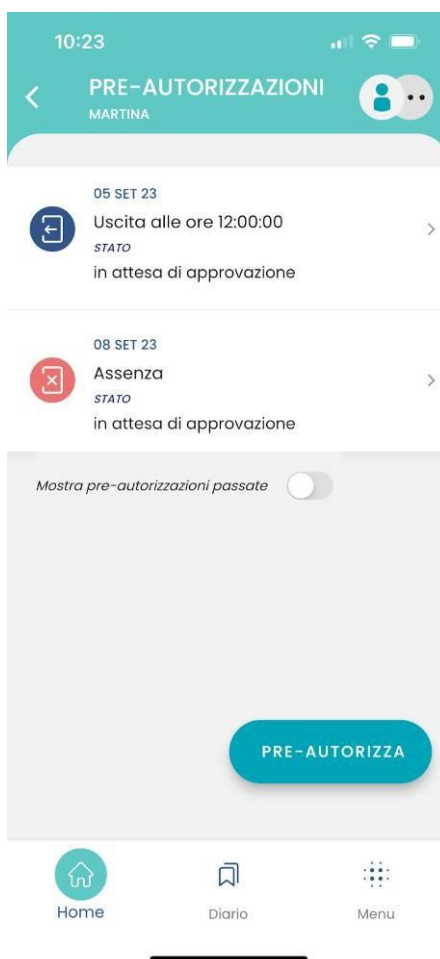 10:23
PRE-AUTORIZZAZIONI
MARTINA
05 SET 23
Uscita alle ore 12:00:00
STATO
in attesa di approvazione
08 SET 23
Assenza
STATO
in attesa di approvazione
Mostra pre-autorizzazioni passate
PRE-AUTORIZZA
Home
Diario
Menu